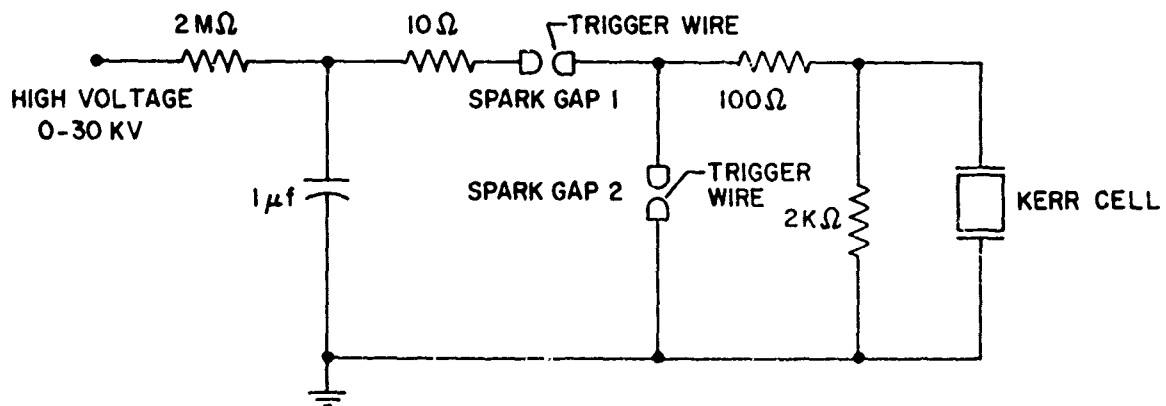 2MΩ
10Ω
TRIGGER WIRE
HIGH VOLTAGE
0-30 KV
SPARK GAP 1
100Ω
1μf
SPARK GAP 2
TRIGGER
WIRE
2KΩ
KERR CELL